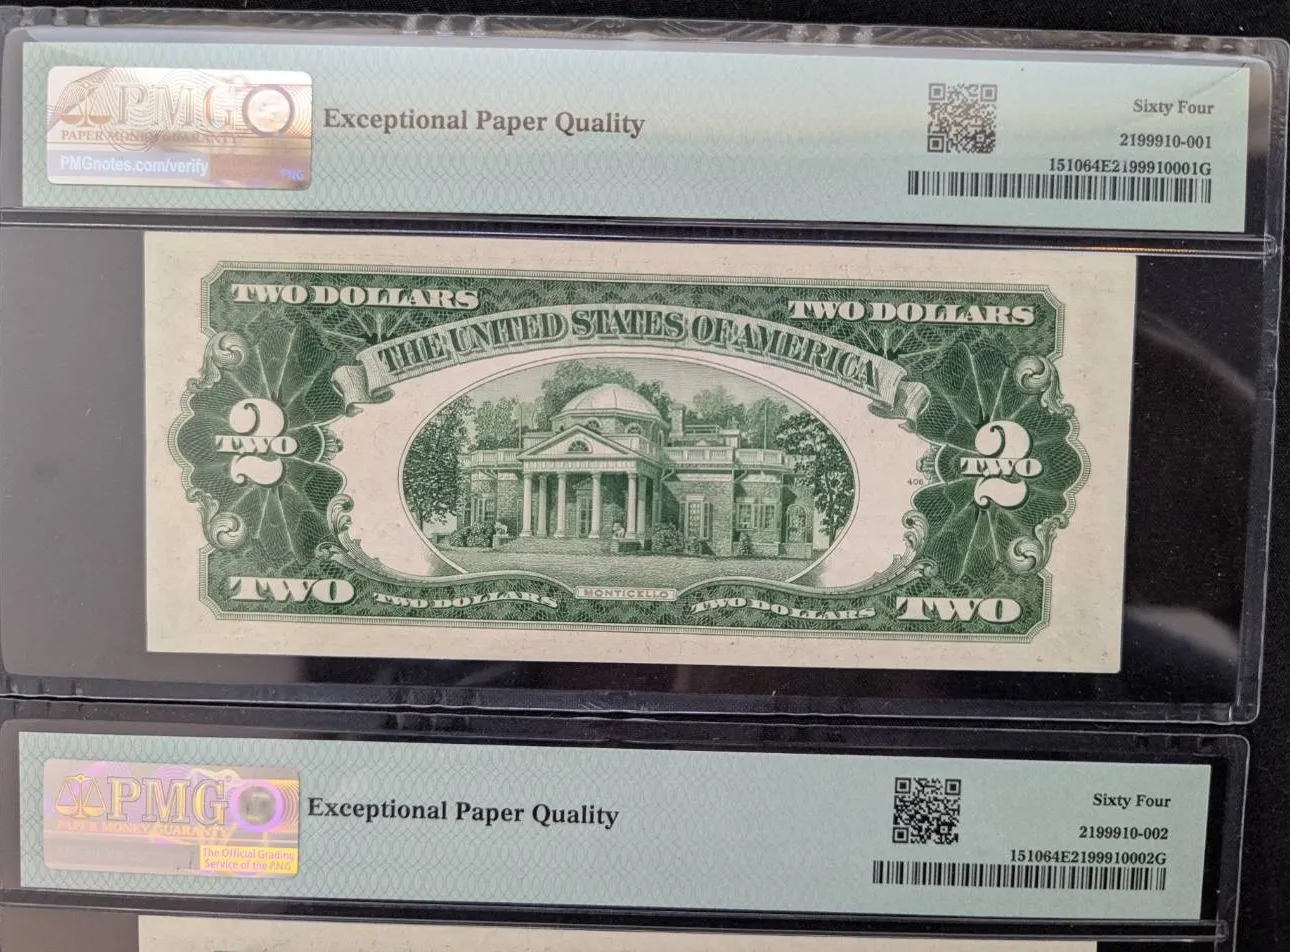 PMG
PAPER MONEY GUARANTY
PMGnotes.com/verify
PNG
Exceptional Paper Quality
Sixty Four
2199910-001
151064E2199910001G
TWO DOLLARS
TWO DOLLARS
THE UNITED STATES OF AMERICA
2
TWO
2
TWO
406
TWO
TWO DOLLARS
MONTICELLO
TWO DOLLARS
TWO
PMG
PAPER MONEY GUARANTY
The Official Grading
Service of the PNG
Exceptional Paper Quality
Sixty Four
2199910-002
151064E2199910002G